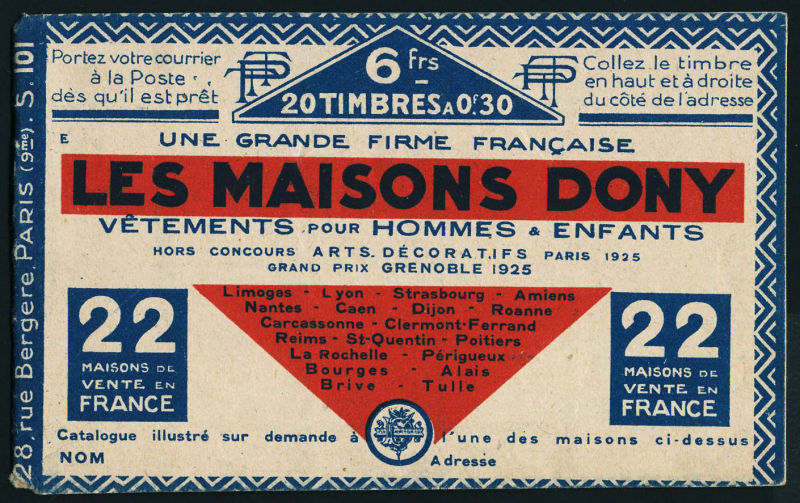 28, rue Bergère, PARIS (9me). S. 101
Portez votre courrier
à la Poste
dès qu'il est prêt
PTT
6 Frs
20 TIMBRES A 0F.30
PTT
Collez le timbre
en haut et à droite
du côté de l'adresse
E
UNE GRANDE FIRME FRANÇAISE
LES MAISONS DONY
VÊTEMENTS POUR HOMMES & ENFANTS
HORS CONCOURS ARTS. DÉCORATIFS PARIS 1925
GRAND PRIX GRENOBLE 1925
22
MAISONS DE
VENTE EN
FRANCE
Limoges - Lyon - Strasbourg - Amiens
Nantes - Caen - Dijon - Roanne
Carcassonne - Clermont-Ferrand
Reims - St-Quentin - Poitiers
La Rochelle - Périgueux
Bourges - Alais
Brive - Tulle
22
MAISONS DE
VENTE EN
FRANCE
Catalogue illustré sur demande à l'une des maisons ci-dessus
NOM Adresse